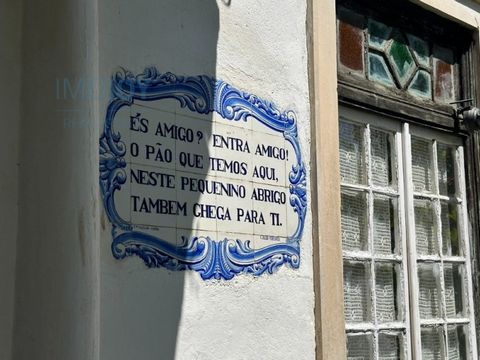 ÉS AMIGO? ENTRA AMIGO!
O PÃO QUE TEMOS AQUI,
NESTE PEQUENINO ABRIGO
TAMBEM CHEGA PARA TI.